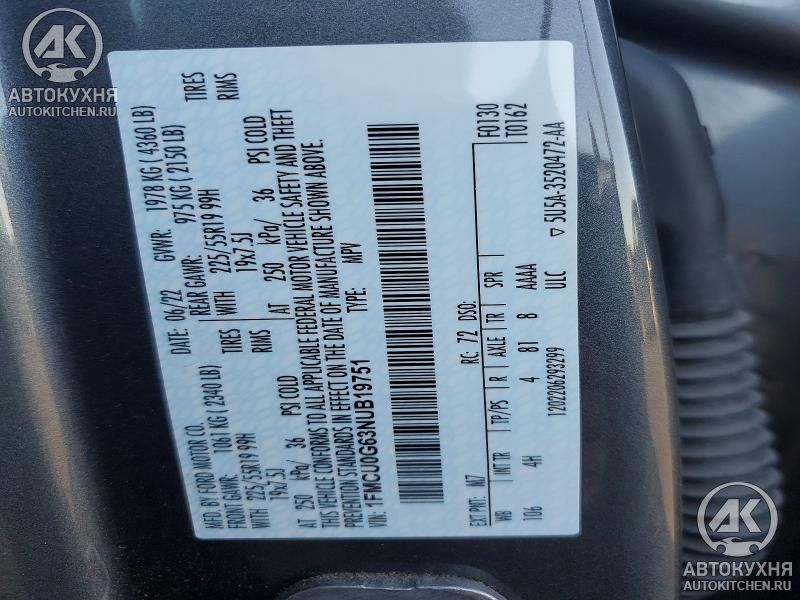 AK
АВТОКУХНЯ
AUTOKITCHEN.RU
MFD. BY FORD MOTOR CO.
DATE: 06/22
GVWR: 1978 KG ( 4360 LB)
FRONT GAWR: 1061 KG ( 2340 LB)
REAR GAWR: 975 KG ( 2150 LB)
WITH 225/55R19 99H TIRES
WITH 225/55R19 99H TIRES
19x7.5J RIMS
19x7.5J RIMS
AT 250 kPa/ 36 PSI COLD
AT 250 kPa/ 36 PSI COLD
THIS VEHICLE CONFORMS TO ALL APPLICABLE FEDERAL MOTOR VEHICLE SAFETY AND THEFT
PREVENTION STANDARDS IN EFFECT ON THE DATE OF MANUFACTURE SHOWN ABOVE.
VIN: 1FMCU0G63NUB19751
TYPE: MPV
F0130
T0162
EXT PNT: M7 RC: 72 DSO:
WB INT TR TP/PS R AXLE TR SPR
106 4H 4 81 8 AAAA
1202206293299 ULC ▽ 5U5A-3520472-AA
AK
АВТОКУХНЯ
AUTOKITCHEN.RU